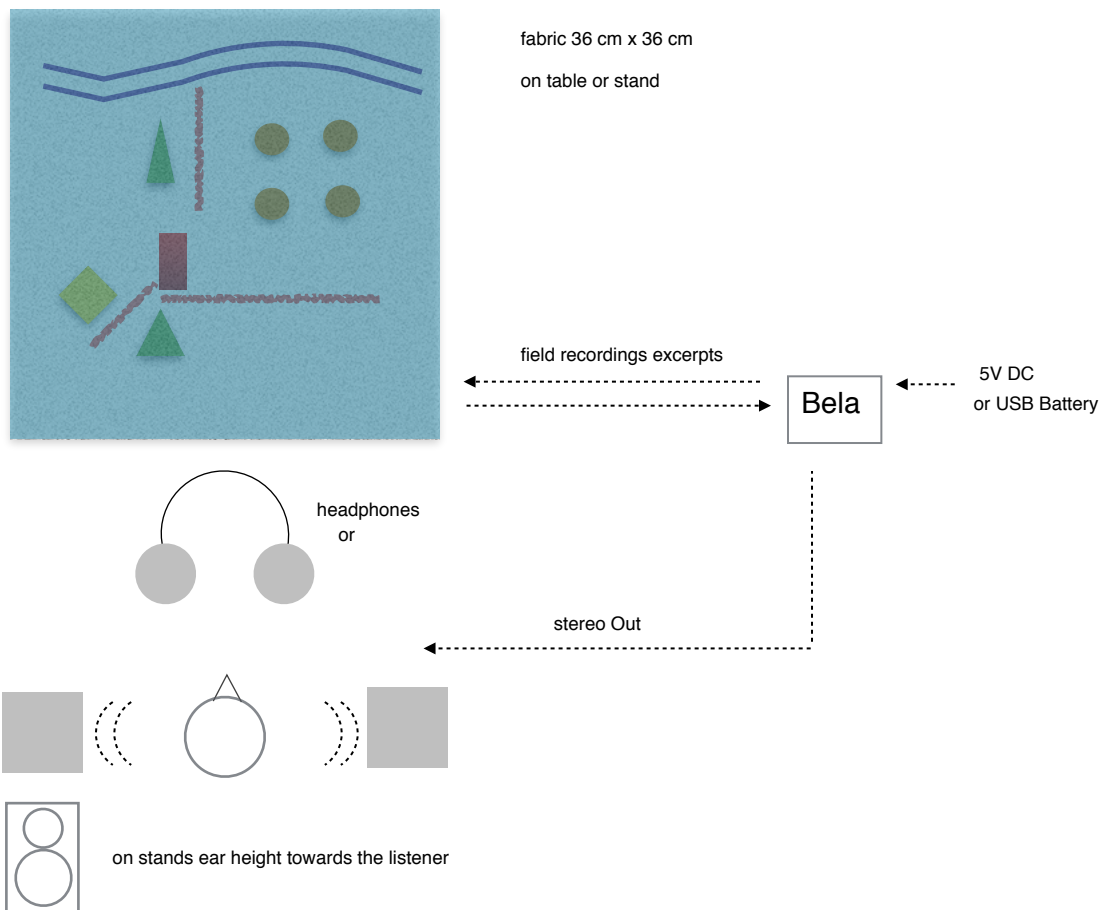 fabric 36 cm x 36 cm
on table or stand
field recordings excerpts
Bela
5V DC
or USB Battery
headphones
or
stereo Out
on stands ear height towards the listener